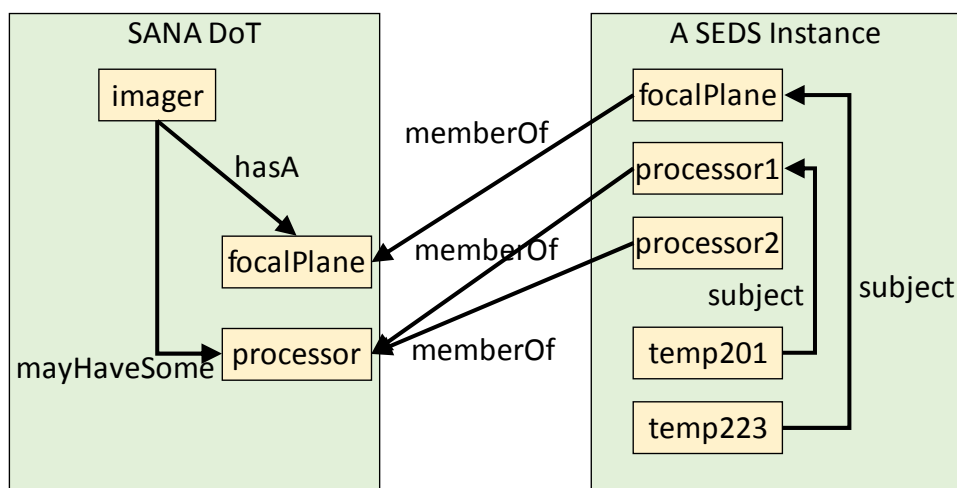 SANA DoT
imager
hasA
focalPlane
processor
mayHaveSome
memberOf
memberOf
memberOf
A SEDS Instance
focalPlane
processor1
processor2
subject
subject
temp201
temp223